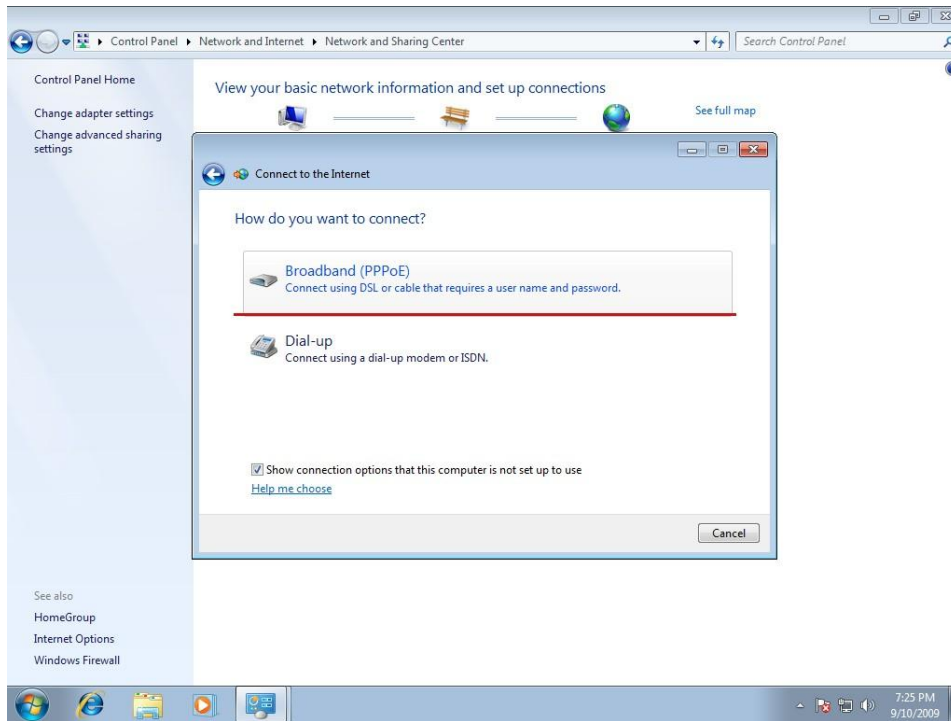 Control Panel ▸ Network and Internet ▸ Network and Sharing Center
Search Control Panel
Control Panel Home
Change adapter settings
Change advanced sharing
settings
View your basic network information and set up connections
See full map
Connect to the Internet
How do you want to connect?
Broadband (PPPoE)
Connect using DSL or cable that requires a user name and password.
Dial-up
Connect using a dial-up modem or ISDN.
Show connection options that this computer is not set up to use
Help me choose
Cancel
See also
HomeGroup
Internet Options
Windows Firewall
7:25 PM
9/10/2009